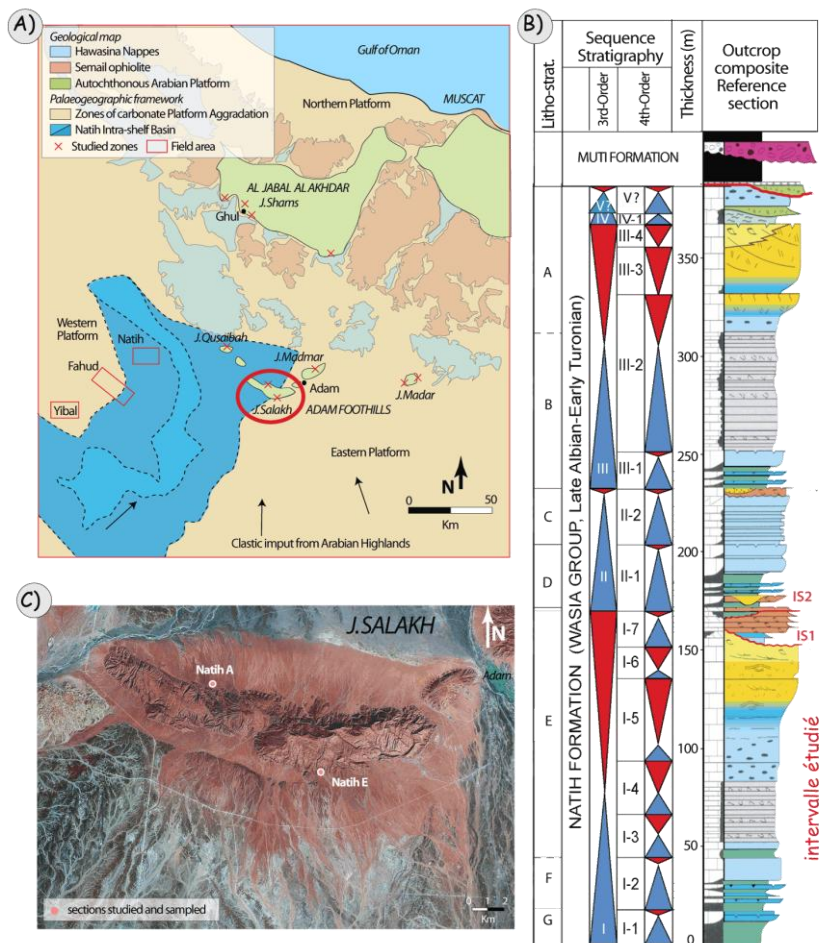 A)
Geological map
Hawasina Nappes
Semail ophiolite
Autochthonous Arabian Platform
Palaeogeographic framework
Zones of carbonate Platform Aggradation
Natih Intra-shelf Basin
Studied zones
Field area
Gulf of Oman
Northern Platform
MUSCAT
AL JABAL AL AKHDAR
J.Shams
Ghul
Western
Platform
Natih
J.Qusaibah
J.Madmar
Fahud
Adam
Yibal
J.Salakh
ADAM FOOTHILLS
J.Madar
Eastern Platform
N
0 50
Km
Clastic imput from Arabian Highlands
B)
Litho-strat.
Sequence
Stratigraphy
3rd-Order
4th-Order
Thickness (m)
Outcrop
composite
Reference
section
MUTI FORMATION
NATIH FORMATION (WASIA GROUP, Late Albian-Early Turonian)
A
B
C
D
E
F
G
V?
IV
III
II
I
V?
IV-1
III-4
III-3
III-2
III-1
II-2
II-1
I-7
I-6
I-5
I-4
I-3
I-2
I-1
350
300
250
200
150
100
50
0
IS2
IS1
intervalle étudié
C)
J.SALAKH
N
Natih A
Adam
Natih E
sections studied and sampled
0 1 2
Km